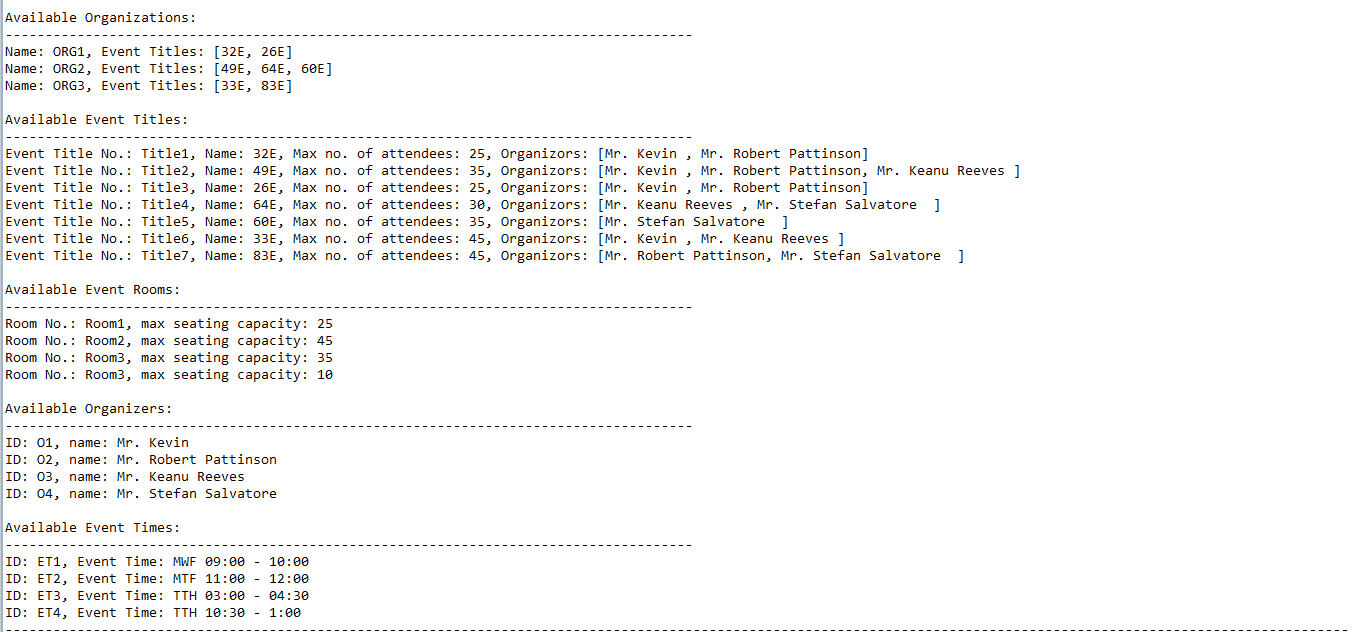 Available Organizations:
--------------------------------------------------------------------------------------
Name: ORG1, Event Titles: [32E, 26E]
Name: ORG2, Event Titles: [49E, 64E, 60E]
Name: ORG3, Event Titles: [33E, 83E]
Available Event Titles:
--------------------------------------------------------------------------------------
Event Title No.: Title1, Name: 32E, Max no. of attendees: 25, Organizors: [Mr. Kevin , Mr. Robert Pattinson]
Event Title No.: Title2, Name: 49E, Max no. of attendees: 35, Organizors: [Mr. Kevin , Mr. Robert Pattinson, Mr. Keanu Reeves ]
Event Title No.: Title3, Name: 26E, Max no. of attendees: 25, Organizors: [Mr. Kevin , Mr. Robert Pattinson]
Event Title No.: Title4, Name: 64E, Max no. of attendees: 30, Organizors: [Mr. Keanu Reeves , Mr. Stefan Salvatore  ]
Event Title No.: Title5, Name: 60E, Max no. of attendees: 35, Organizors: [Mr. Stefan Salvatore  ]
Event Title No.: Title6, Name: 33E, Max no. of attendees: 45, Organizors: [Mr. Kevin , Mr. Keanu Reeves ]
Event Title No.: Title7, Name: 83E, Max no. of attendees: 45, Organizors: [Mr. Robert Pattinson, Mr. Stefan Salvatore  ]
Available Event Rooms:
--------------------------------------------------------------------------------------
Room No.: Room1, max seating capacity: 25
Room No.: Room2, max seating capacity: 45
Room No.: Room3, max seating capacity: 35
Room No.: Room3, max seating capacity: 10
Available Organizers:
--------------------------------------------------------------------------------------
ID: O1, name: Mr. Kevin
ID: O2, name: Mr. Robert Pattinson
ID: O3, name: Mr. Keanu Reeves
ID: O4, name: Mr. Stefan Salvatore
Available Event Times:
--------------------------------------------------------------------------------------
ID: ET1, Event Time: MWF 09:00 - 10:00
ID: ET2, Event Time: MTF 11:00 - 12:00
ID: ET3, Event Time: TTH 03:00 - 04:30
ID: ET4, Event Time: TTH 10:30 - 1:00
------------------------------------------------------------------------------------------------------------------------------------------------------------------------